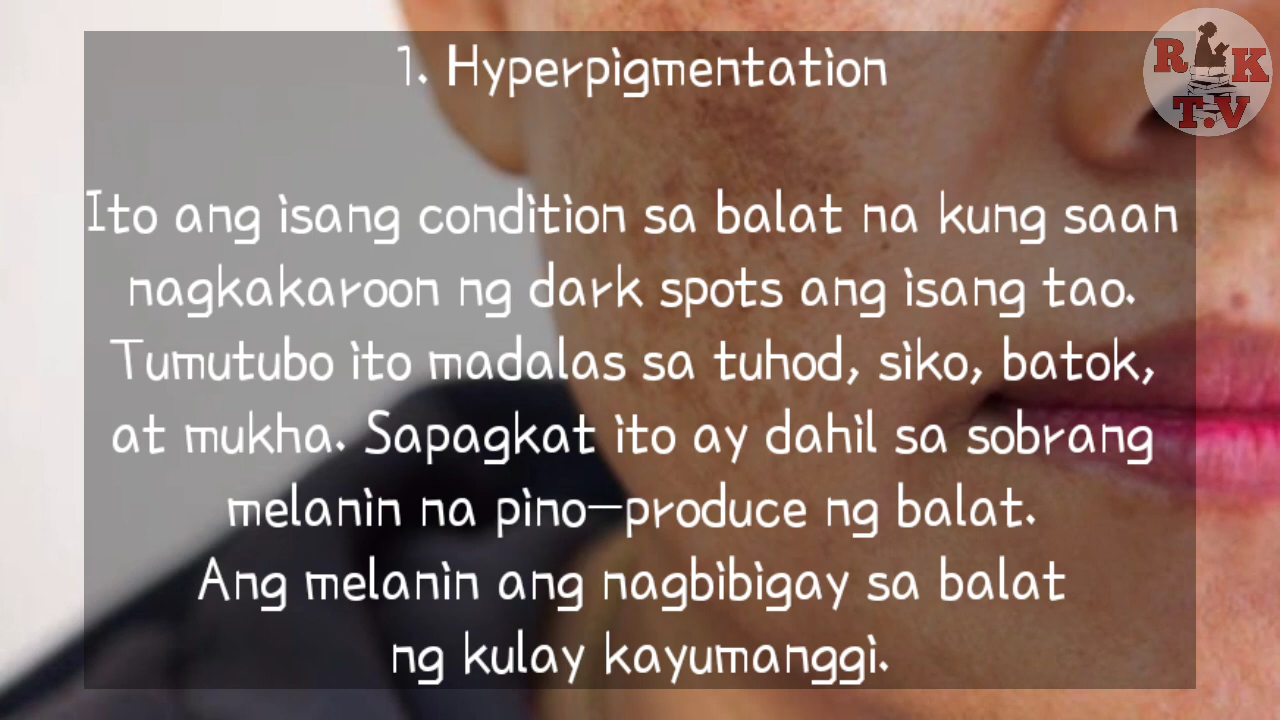 R K
T.V
1. Hyperpigmentation
Ito ang isang condition sa balat na kung saan
nagkakaroon ng dark spots ang isang tao.
Tumutubo ito madalas sa tuhod, siko, batok,
at mukha. Sapagkat ito ay dahil sa sobrang
melanin na pino-produce ng balat.
Ang melanin ang nagbibigay sa balat
ng kulay kayumanggi.